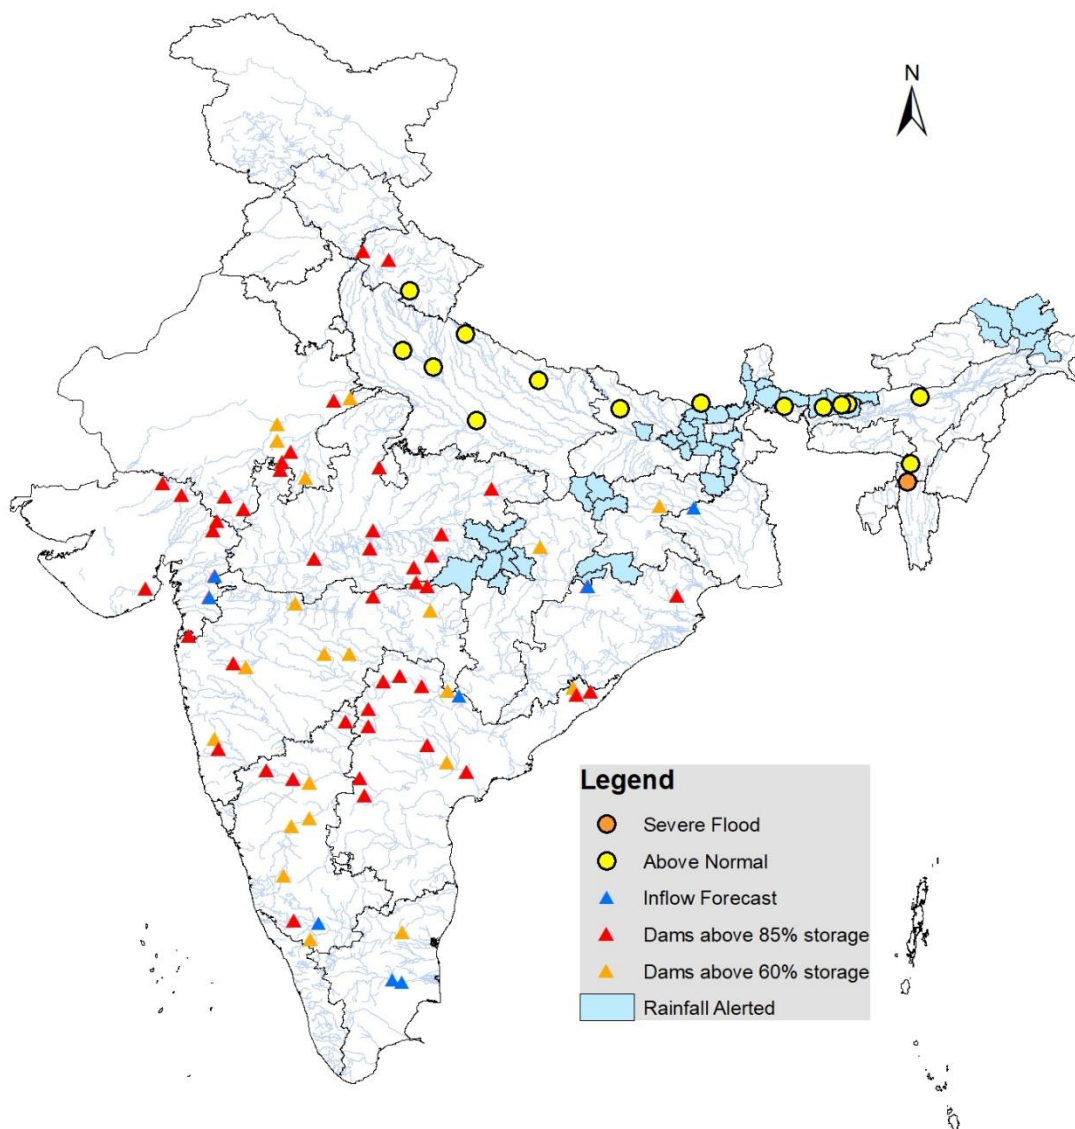 N
Legend
Severe Flood
Above Normal
Inflow Forecast
Dams above 85% storage
Dams above 60% storage
Rainfall Alerted